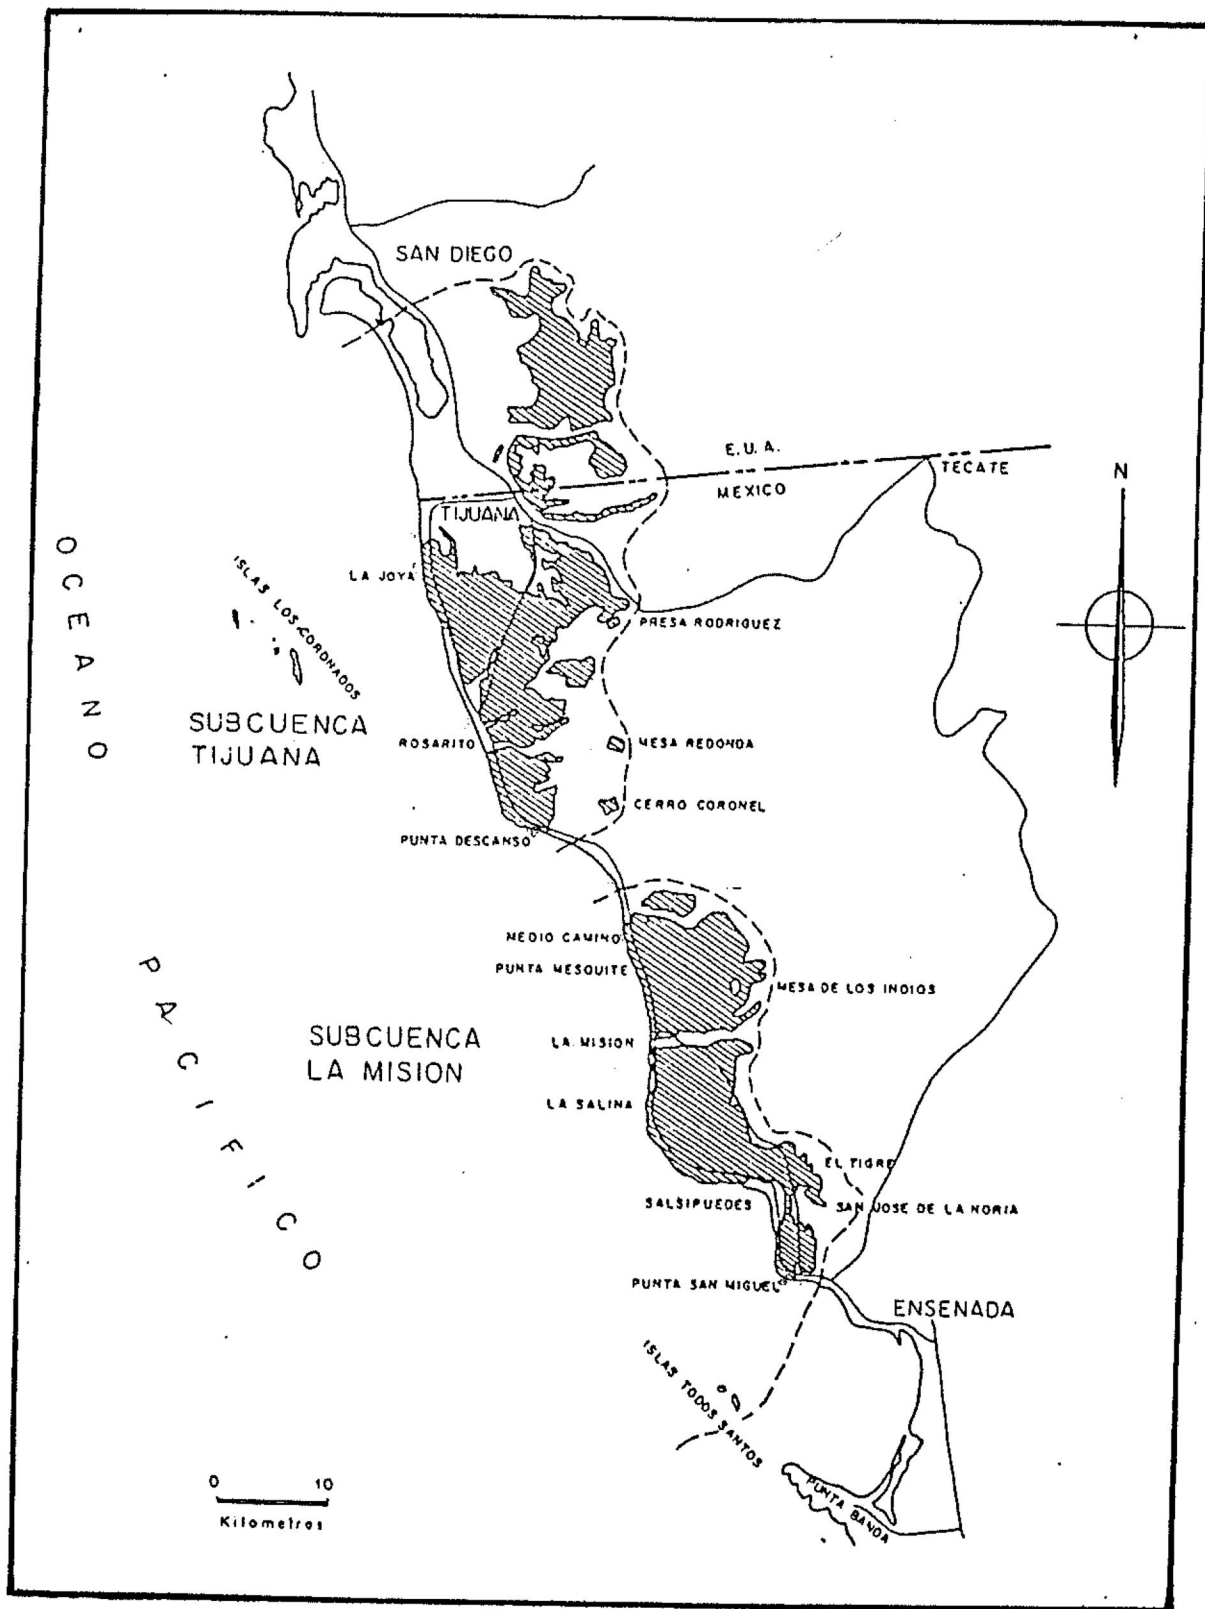 SAN DIEGO
E.U.A.
MEXICO
TECATE
N
TIJUANA
OCEANO
PACIFICO
LA JOYA
ISLAS LOS CORONADOS
PRESA RODRIGUEZ
SUBCUENCA
TIJUANA
ROSARITO
MESA REDONDA
CERRO CORONEL
PUNTA DESCANSO
MEDIO CAMINO
PUNTA MESQUITE
MESA DE LOS INDIOS
SUBCUENCA
LA MISION
LA MISION
LA SALINA
EL TIGRE
SALSIPUEDES
SAN JOSE DE LA NORIA
PUNTA SAN MIGUEL
ENSENADA
ISLAS TODOS SANTOS
PUNTA BANDA
0 10
Kilometros